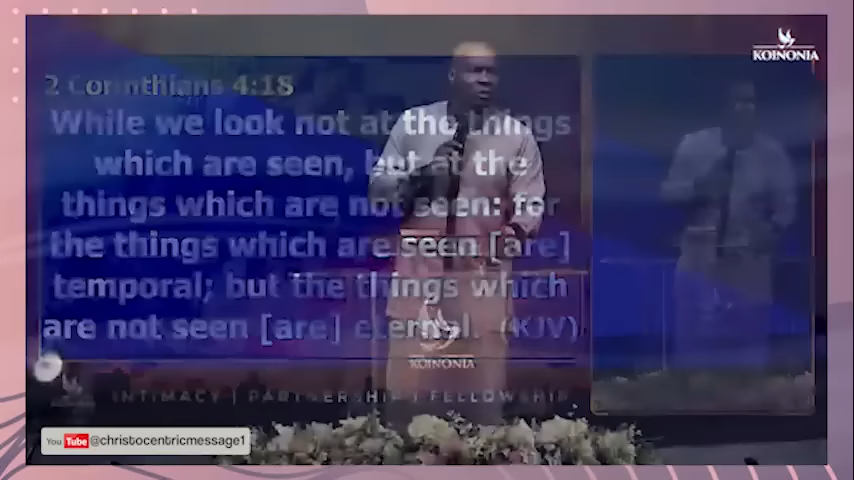 KOINONIA
2 Corinthians 4:18
While we look not at the things
which are seen, but at the
things which are not seen: for
the things which are seen [are]
temporal; but the things which
are not seen [are] eternal. (KJV)
KOINONIA
INTIMACY | PARTNERSHIP | FELLOWSHIP
YouTube @christocentricmessage1